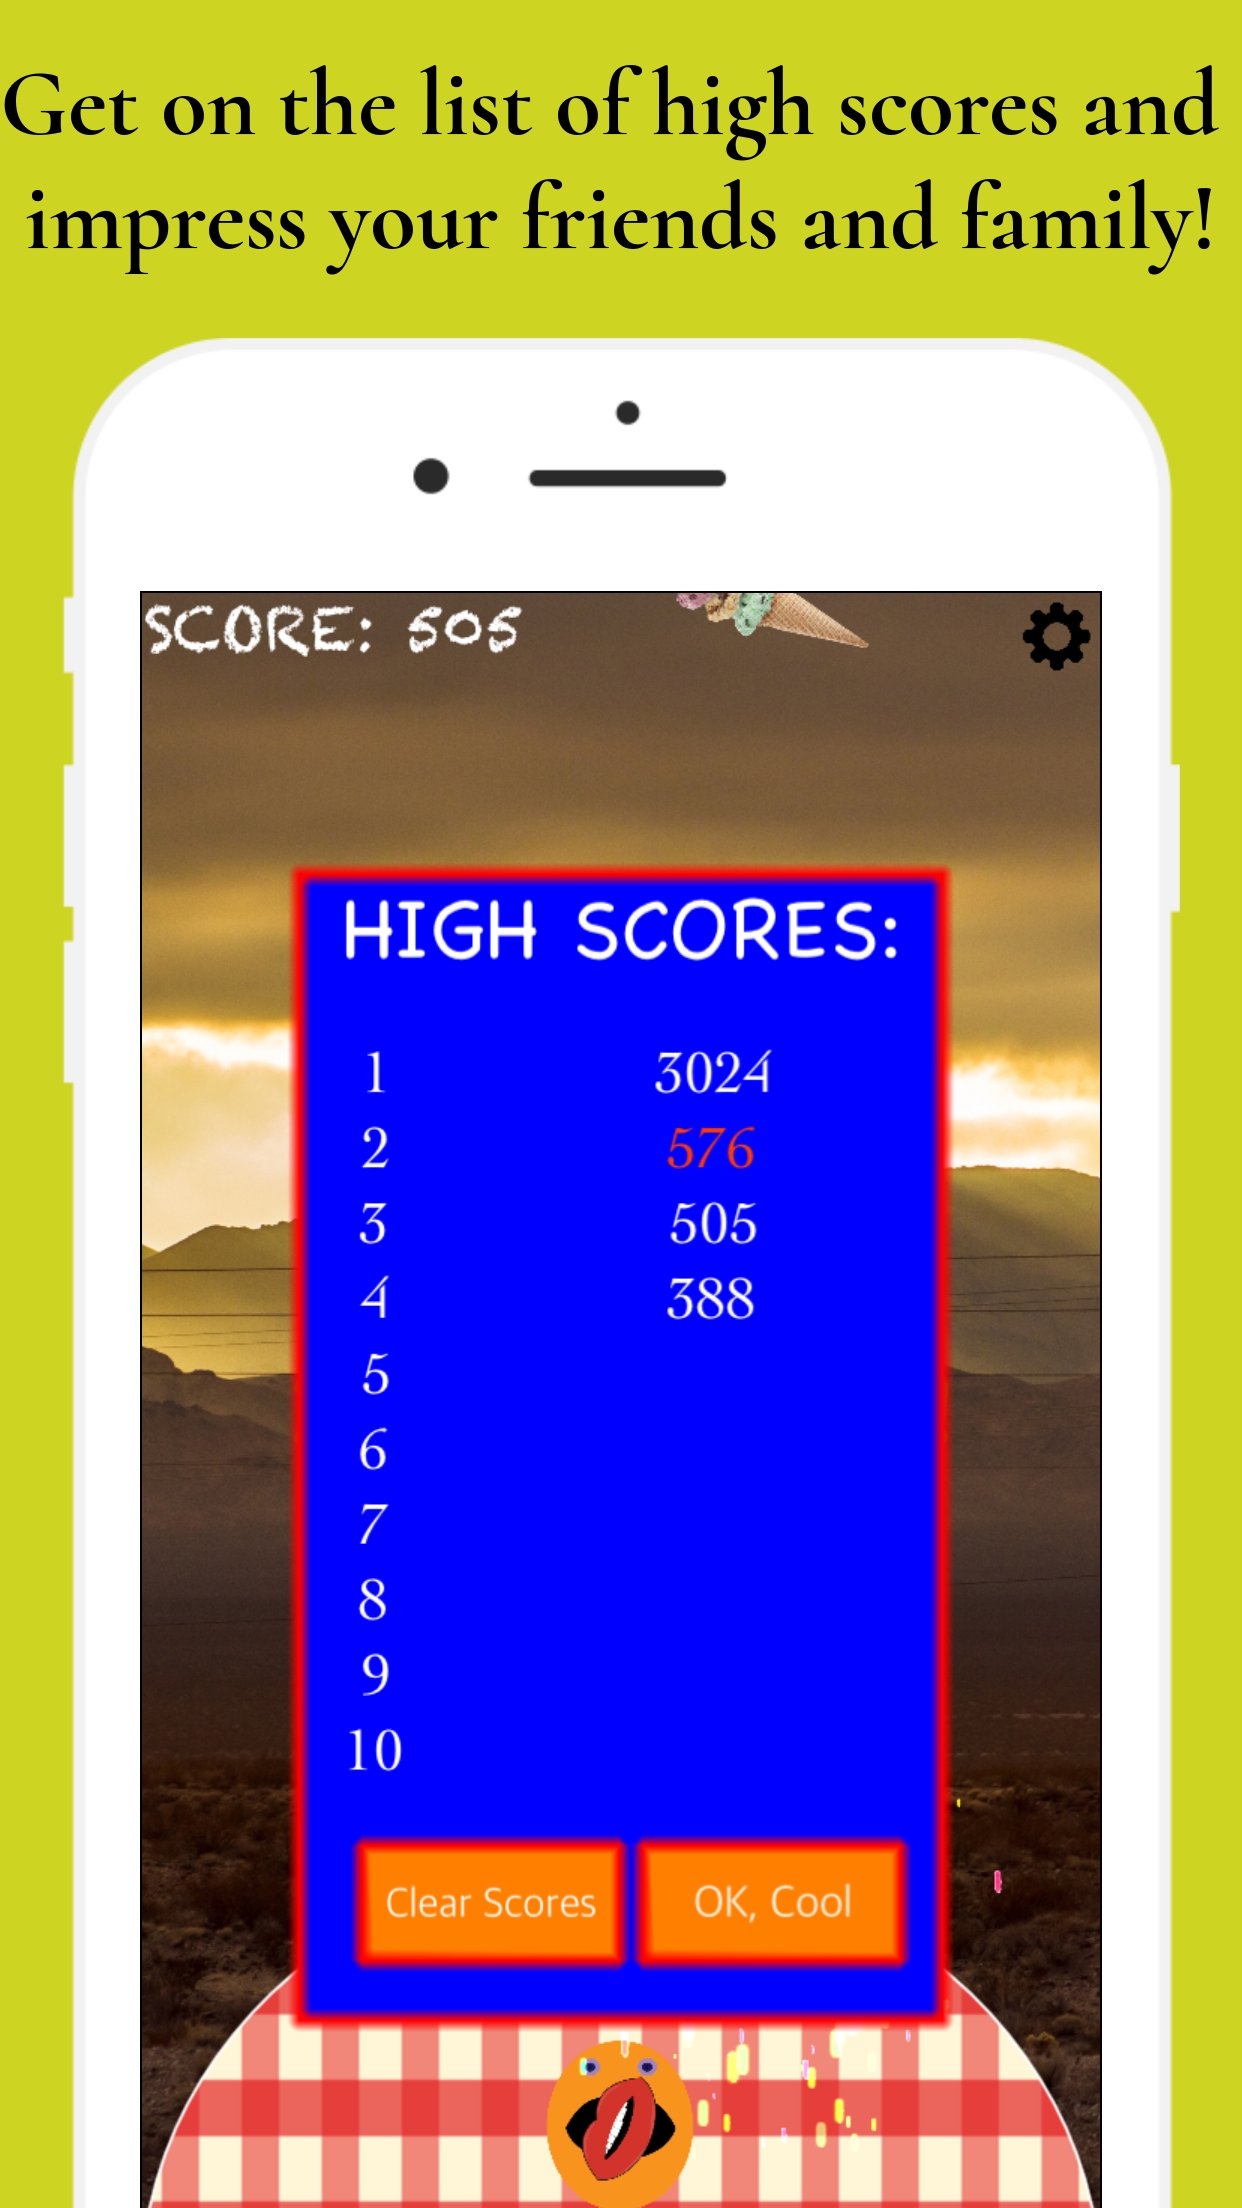 Get on the list of high scores and
impress your friends and family!
SCORE: 505
HIGH SCORES:
1 3024
2 576
3 505
4 388
5
6
7
8
9
10
Clear Scores OK, Cool